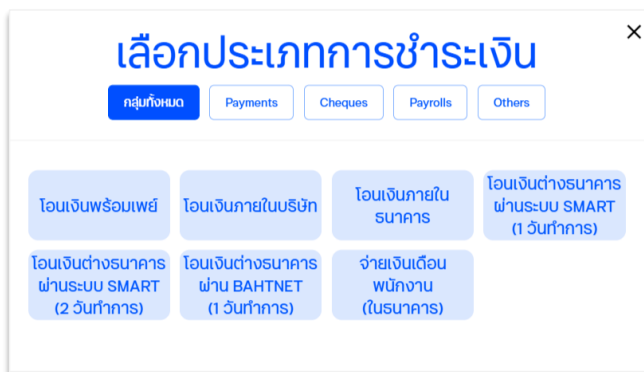 เลือกประเภทการชำระเงิน
กลุ่มทั้งหมด Payments Cheques Payrolls Others
โอนเงินพร้อมเพย์
โอนเงินภายในบริษัท
โอนเงินภายใน
ธนาคาร
โอนเงินต่างธนาคาร
ผ่านระบบ SMART
(1 วันทำการ)
โอนเงินต่างธนาคาร
ผ่านระบบ SMART
(2 วันทำการ)
โอนเงินต่างธนาคาร
ผ่าน BAHTNET
(1 วันทำการ)
จ่ายเงินเดือน
พนักงาน
(ในธนาคาร)